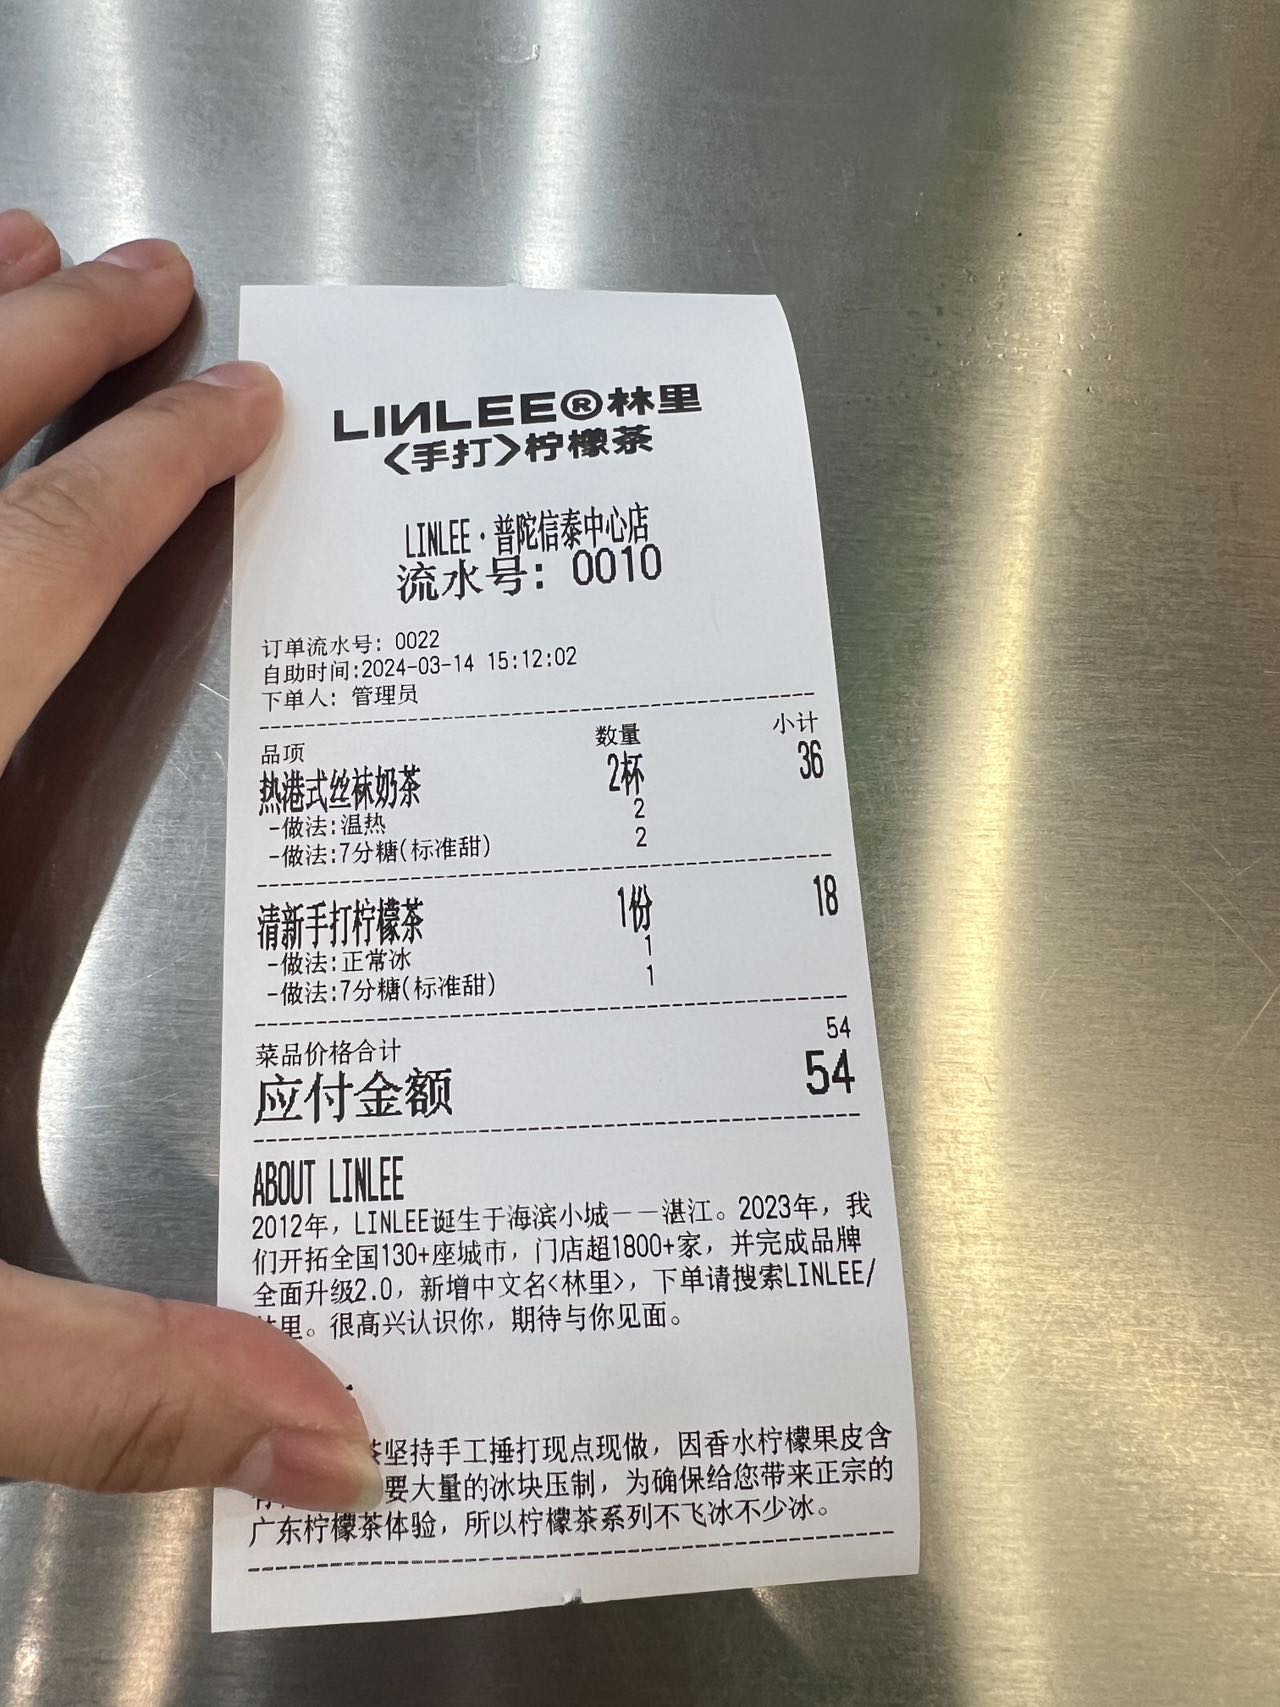 LINLEE®林里
<手打>柠檬茶
LINLEE·普陀信泰中心店
流水号: 0010
订单流水号: 0022
自助时间:2024-03-14 15:12:02
下单人: 管理员
品项 数量 小计
热港式丝袜奶茶 2杯 36
-做法:温热 2
-做法:7分糖(标准甜) 2
清新手打柠檬茶 1份 18
-做法:正常冰 1
-做法:7分糖(标准甜) 1
菜品价格合计 54
应付金额 54
ABOUT LINLEE
2012年，LINLEE诞生于海滨小城——湛江。2023年，我
们开拓全国130+座城市，门店超1800+家，并完成品牌
全面升级2.0，新增中文名<林里>，下单请搜索LINLEE/
里。很高兴认识你，期待与你见面。
茶坚持手工捶打现点现做，因香水柠檬果皮含
要大量的冰块压制，为确保给您带来正宗的
广东柠檬茶体验，所以柠檬茶系列不飞冰不少冰。